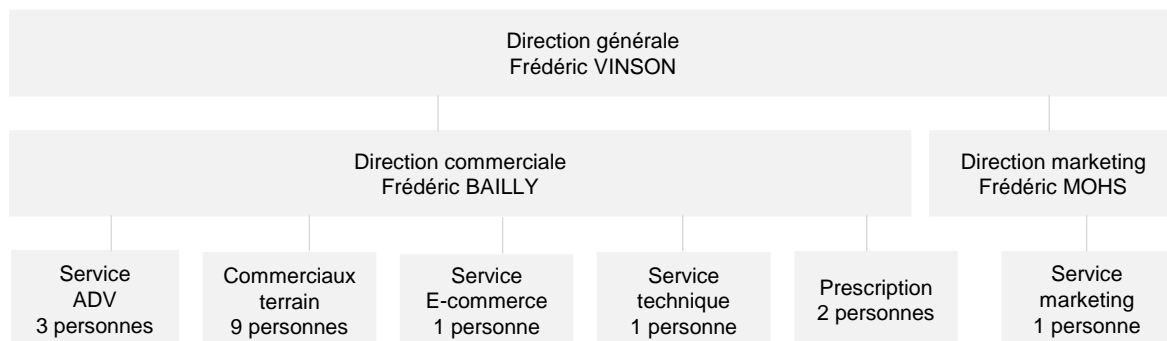 Direction générale
Frédéric VINSON
Direction commerciale
Frédéric BAILLY
Direction marketing
Frédéric MOHS
Service
ADV
3 personnes
Commerciaux
terrain
9 personnes
Service
E-commerce
1 personne
Service
technique
1 personne
Prescription
2 personnes
Service
marketing
1 personne